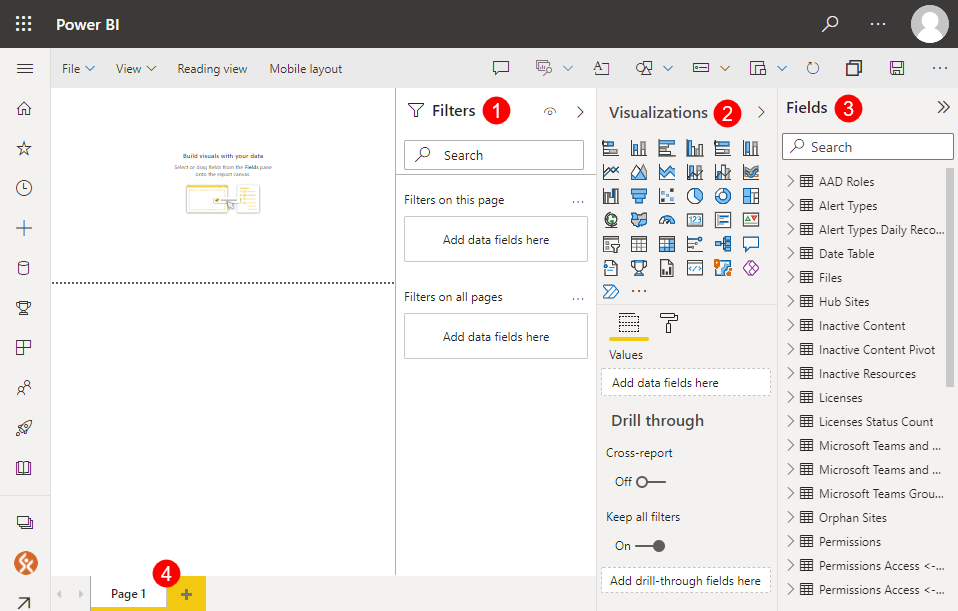 Power BI
File
View
Reading view
Mobile layout
Build visuals with your data
Select or drag fields from the Fields pane
onto the report canvas
Filters 1
Search
Filters on this page
Add data fields here
Filters on all pages
Add data fields here
Visualizations 2
123
Values
Add data fields here
Drill through
Cross-report
Off
Keep all filters
On
Add drill-through fields here
Fields 3
Search
AAD Roles
Alert Types
Alert Types Daily Reco...
Date Table
Files
Hub Sites
Inactive Content
Inactive Content Pivot
Inactive Resources
Licenses
Licenses Status Count
Microsoft Teams and ...
Microsoft Teams and ...
Microsoft Teams Grou...
Orphan Sites
Permissions
Permissions Access <-...
Permissions Access <-...
4
Page 1